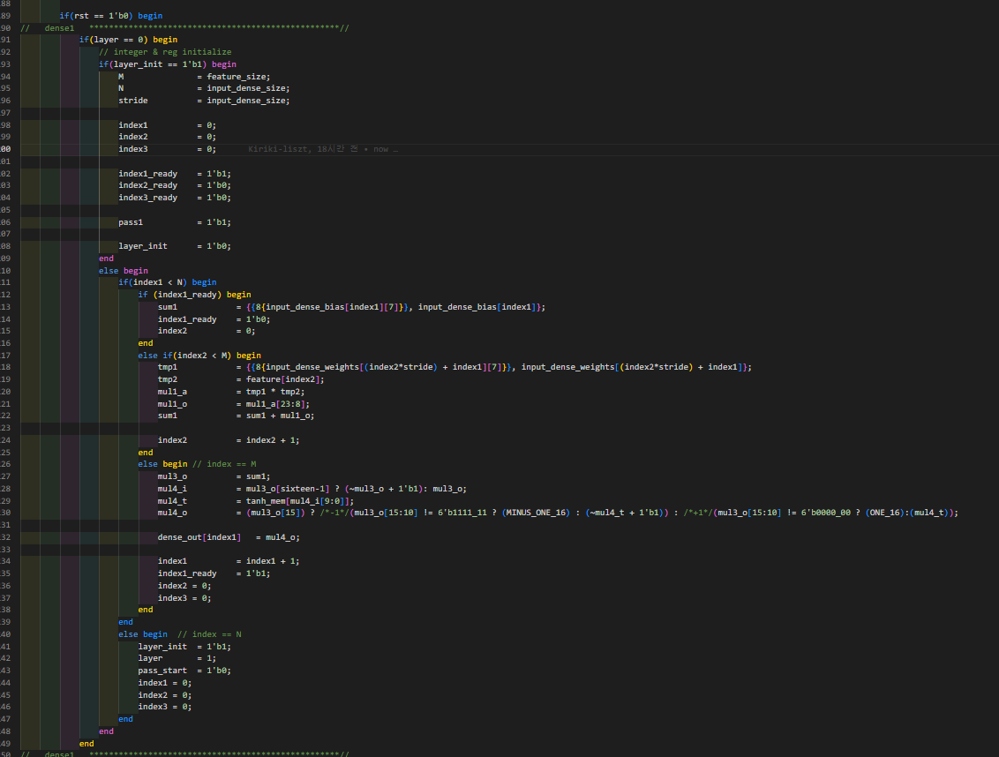 88
89 if(rst == 1'b0) begin
90 // dense1 ***************************************************//
91 if(layer == 0) begin
92 // integer & reg initialize
93 if(layer_init == 1'b1) begin
94 M = feature_size;
95 N = input_dense_size;
96 stride = input_dense_size;
97
98 index1 = 0;
99 index2 = 0;
00 index3 = 0; Kiriki-liszt, 18시간 전 • now …
01
02 index1_ready = 1'b1;
03 index2_ready = 1'b0;
04 index3_ready = 1'b0;
05
06 pass1 = 1'b1;
07
08 layer_init = 1'b0;
09 end
10 else begin
11 if(index1 < N) begin
12 if (index1_ready) begin
13 sum1 = {{8{input_dense_bias[index1][7]}}, input_dense_bias[index1]};
14 index1_ready = 1'b0;
15 index2 = 0;
16 end
17 else if(index2 < M) begin
18 tmp1 = {{8{input_dense_weights[(index2*stride) + index1][7]}}, input_dense_weights[(index2*stride) + index1]};
19 tmp2 = feature[index2];
20 mul1_a = tmp1 * tmp2;
21 mul1_o = mul1_a[23:8];
22 sum1 = sum1 + mul1_o;
23
24 index2 = index2 + 1;
25 end
26 else begin // index == M
27 mul3_o = sum1;
28 mul4_i = mul3_o[sixteen-1] ? (~mul3_o + 1'b1): mul3_o;
29 mul4_t = tanh_mem[mul4_i[9:0]];
30 mul4_o = (mul3_o[15]) ? /*-1*/(mul3_o[15:10] != 6'b1111_11 ? (MINUS_ONE_16) : (~mul4_t + 1'b1)) : /*+1*/(mul3_o[15:10] != 6'b0000_00 ? (ONE_16):(mul4_t));
31
32 dense_out[index1] = mul4_o;
33
34 index1 = index1 + 1;
35 index1_ready = 1'b1;
36 index2 = 0;
37 index3 = 0;
38 end
39 end
40 else begin // index == N
41 layer_init = 1'b1;
42 layer = 1;
43 pass_start = 1'b0;
44 index1 = 0;
45 index2 = 0;
46 index3 = 0;
47 end
48 end
49 end
50 // dense1 ***************************************************//